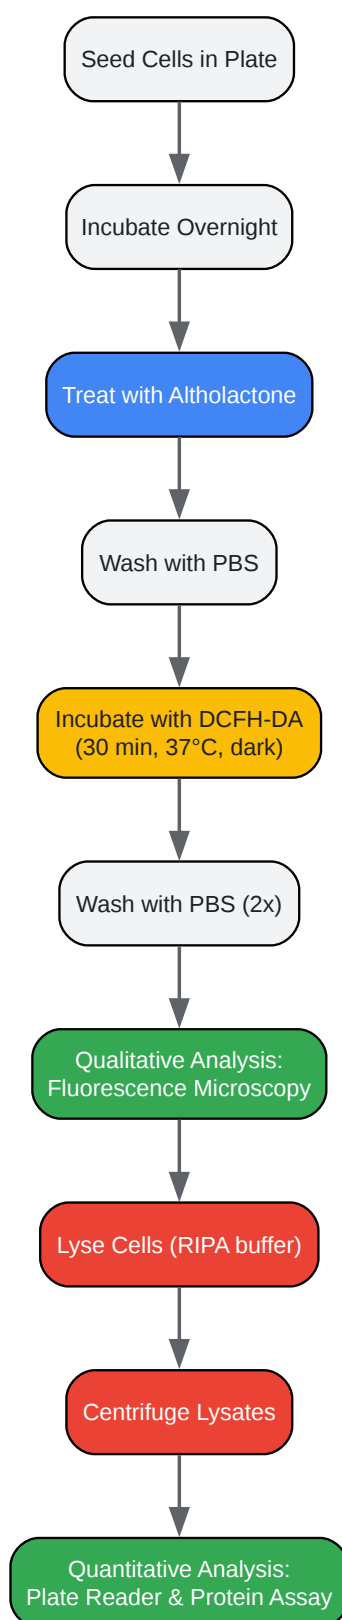 Seed Cells in Plate
Incubate Overnight
Treat with Altholactone
Wash with PBS
Incubate with DCFH-DA
(30 min, 37°C, dark)
Wash with PBS (2x)
Qualitative Analysis:
Fluorescence Microscopy
Lyse Cells (RIPA buffer)
Centrifuge Lysates
Quantitative Analysis:
Plate Reader & Protein Assay